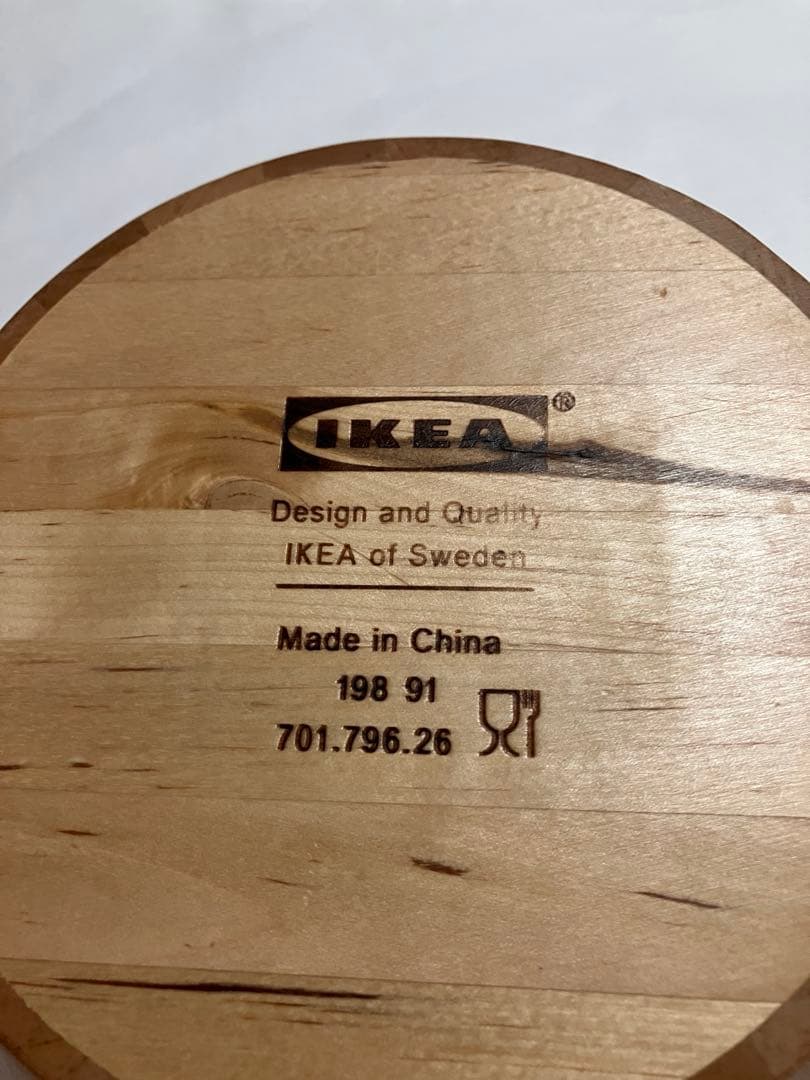 IKEA®
Design and Quality
IKEA of Sweden
Made in China
198 91
701.796.26